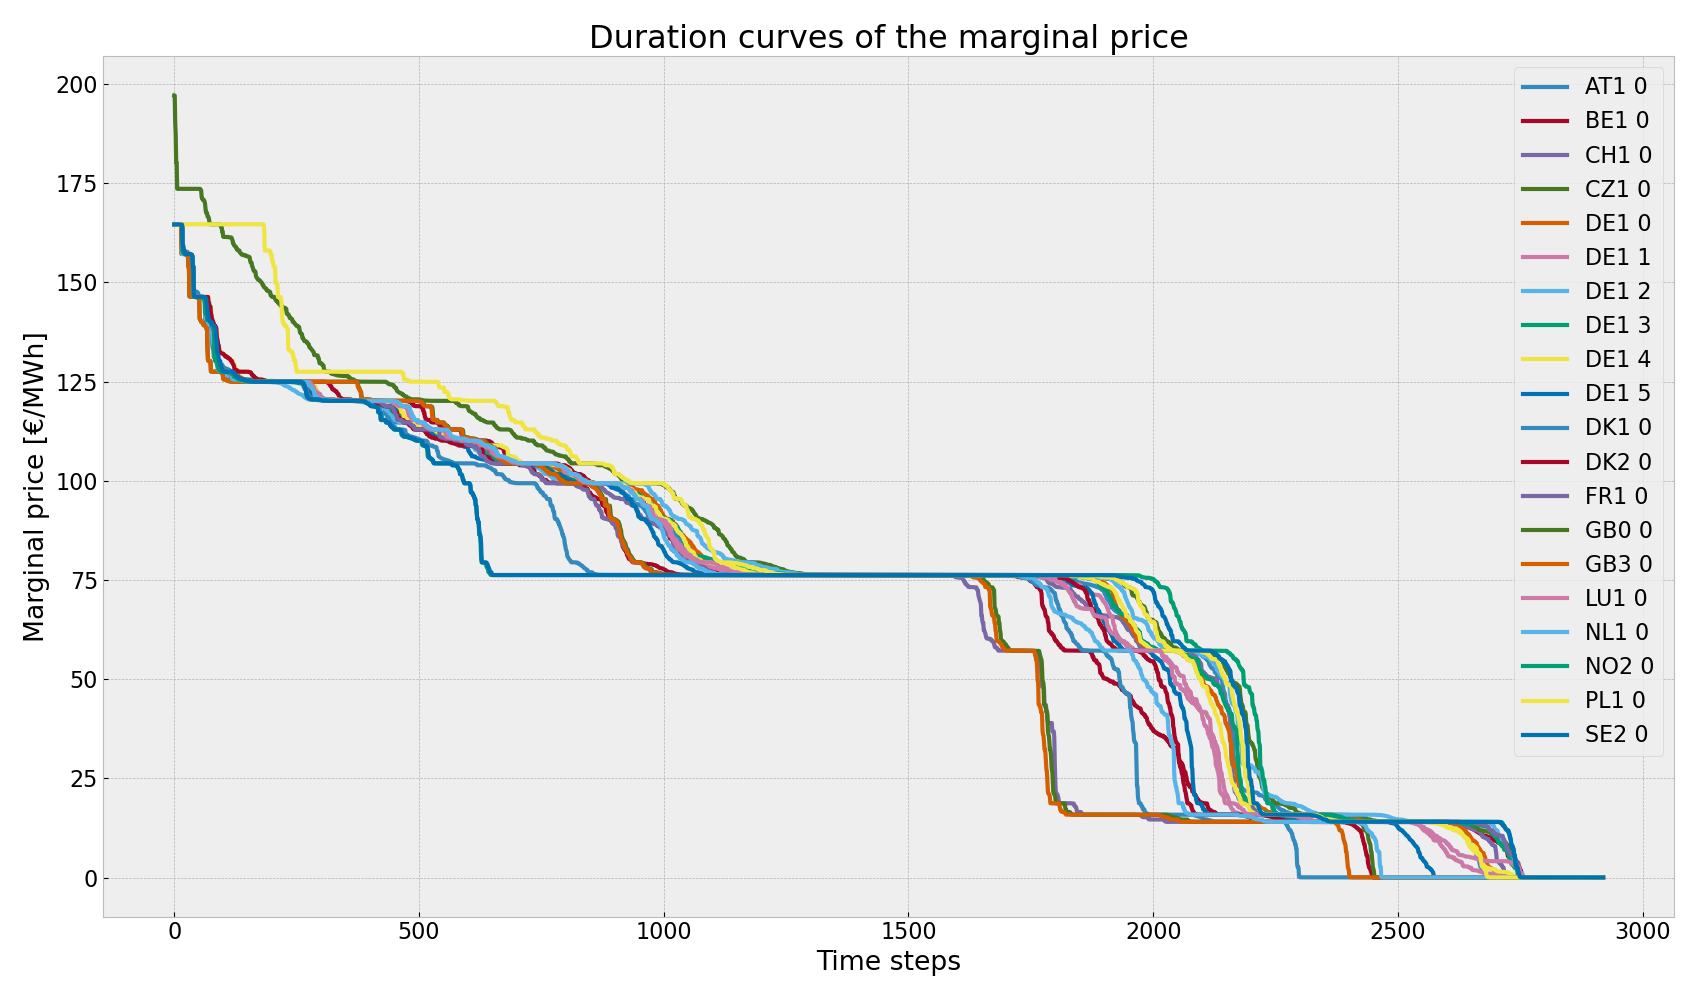 Duration curves of the marginal price
Marginal price [€/MWh]
200
175
150
125
100
75
50
25
0
0 500 1000 1500 2000 2500 3000
Time steps
AT1 0
BE1 0
CH1 0
CZ1 0
DE1 0
DE1 1
DE1 2
DE1 3
DE1 4
DE1 5
DK1 0
DK2 0
FR1 0
GB0 0
GB3 0
LU1 0
NL1 0
NO2 0
PL1 0
SE2 0